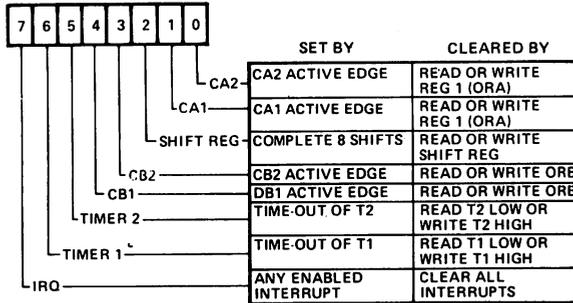 7 6 5 4 3 2 1 0
SET BY CLEARED BY
CA2 CA2 ACTIVE EDGE READ OR WRITE
REG 1 (ORA)
CA1 CA1 ACTIVE EDGE READ OR WRITE
REG 1 (ORA)
SHIFT REG COMPLETE 8 SHIFTS READ OR WRITE
SHIFT REG
CB2 CB2 ACTIVE EDGE READ OR WRITE ORB
CB1 DB1 ACTIVE EDGE READ OR WRITE ORE
TIMER 2 TIME-OUT OF T2 READ T2 LOW OR
WRITE T2 HIGH
TIMER 1 TIME-OUT OF T1 READ T1 LOW OR
WRITE T1 HIGH
IRQ ANY ENABLED CLEAR ALL
INTERRUPT INTERRUPTS